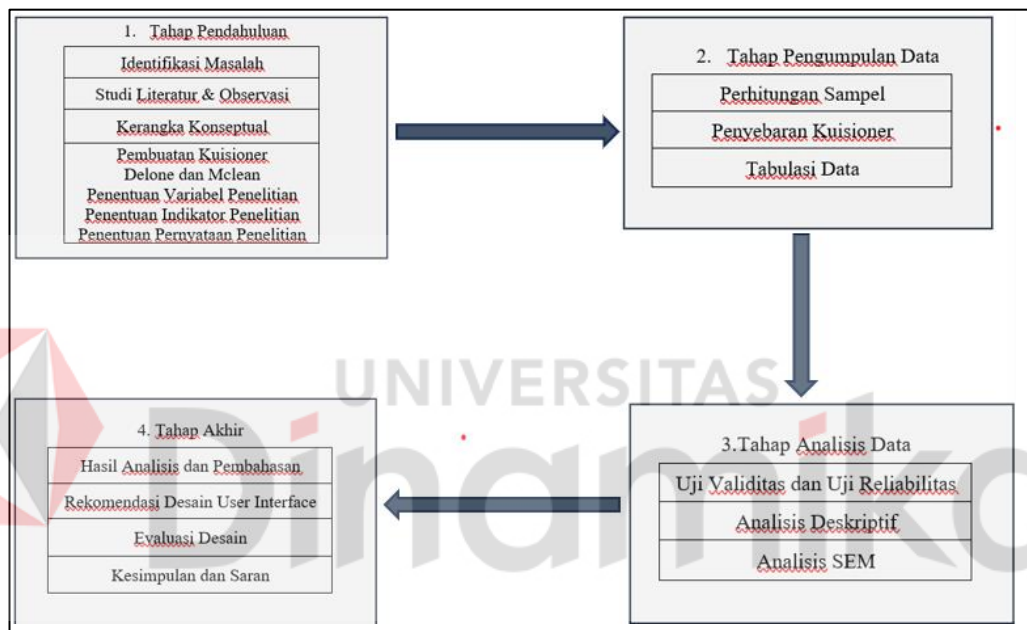 1. Tahap Pendahuluan
Identifikasi Masalah
Studi Literatur & Observasi
Kerangka Konseptual
Pembuatan Kuisioner
Delone dan Mclean
Penentuan Variabel Penelitian
Penentuan Indikator Penelitian
Penentuan Pernyataan Penelitian
2. Tahap Pengumpulan Data
Perhitungan Sampel
Penyebaran Kuisioner
Tabulasi Data
UNIVERSITAS
Dinamika
3.Tahap Analisis Data
Uji Validitas dan Uji Reliabilitas
Analisis Deskriptif
Analisis SEM
4. Tahap Akhir
Hasil Analisis dan Pembahasan
Rekomendasi Desain User Interface
Evaluasi Desain
Kesimpulan dan Saran